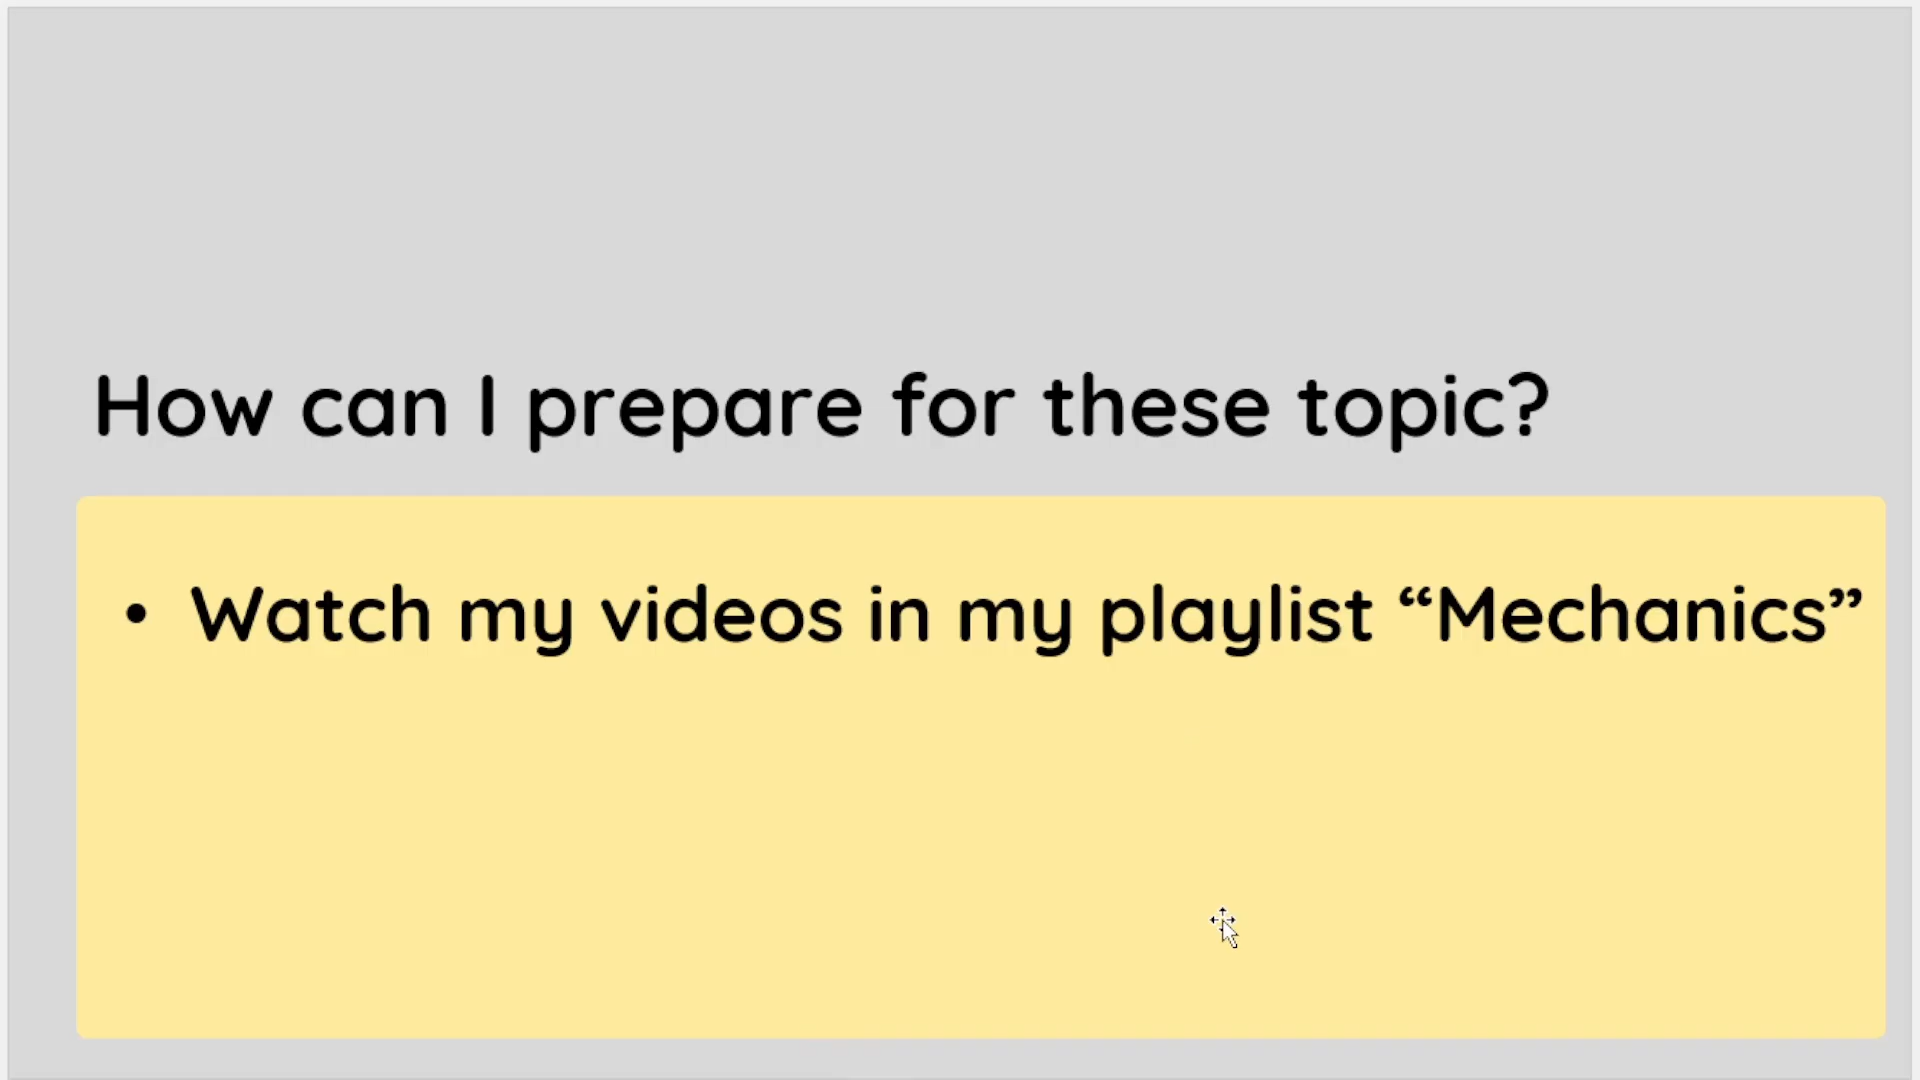 How can I prepare for these topic?
• Watch my videos in my playlist “Mechanics”